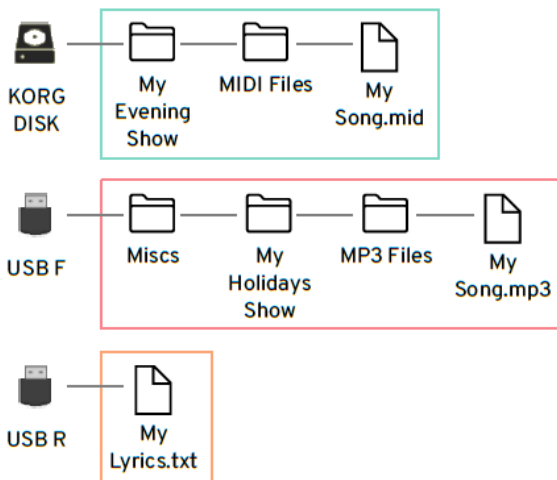 KORG
DISK
My
Evening
Show
MIDI Files
My
Song.mid
USB F
Miscs
My
Holidays
Show
MP3 Files
My
Song.mp3
USB R
My
Lyrics.txt